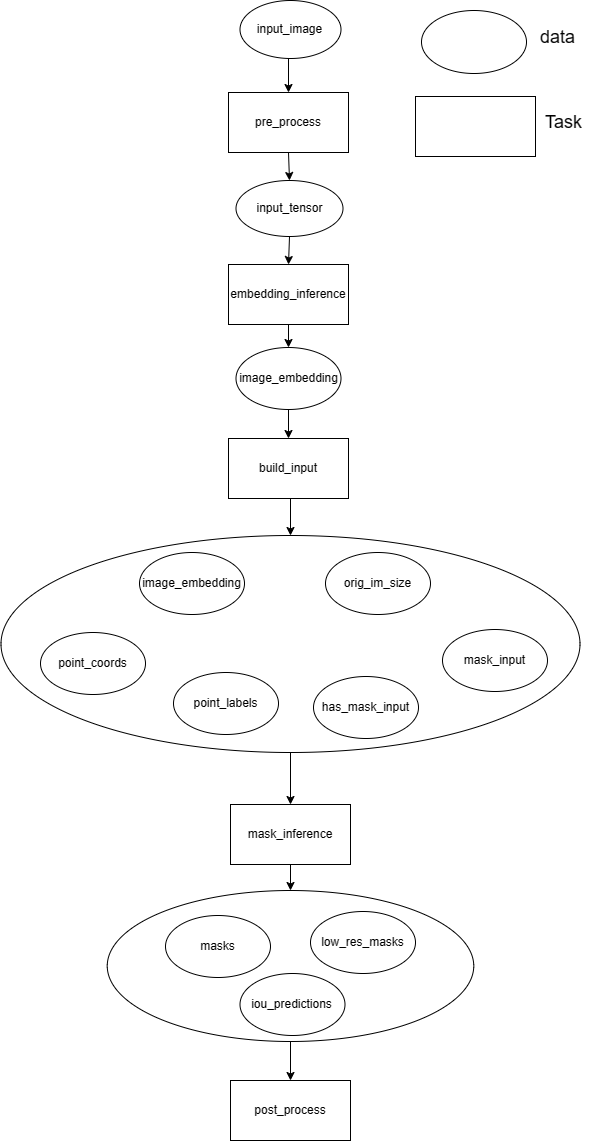 input_image
data
pre_process
Task
input_tensor
embedding_inference
image_embedding
build_input
image_embedding
orig_im_size
point_coords
mask_input
point_labels
has_mask_input
mask_inference
masks
low_res_masks
iou_predictions
post_process